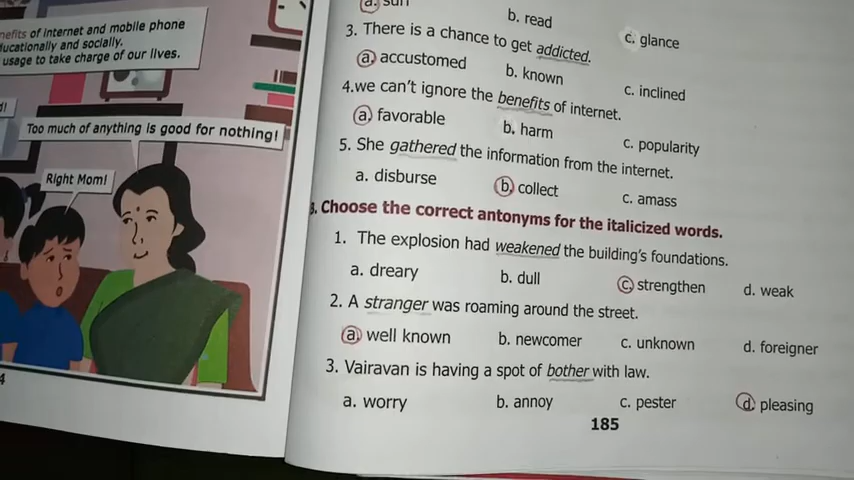 nefits of internet and mobile phone
ducationally and socially.
usage to take charge of our lives.
Too much of anything is good for nothing!
Right Mom!
a. sun
b. read
c. glance
3. There is a chance to get addicted.
a. accustomed b. known c. inclined
4.we can't ignore the benefits of internet.
a. favorable b. harm c. popularity
5. She gathered the information from the internet.
a. disburse b. collect c. amass
B. Choose the correct antonyms for the italicized words.
1. The explosion had weakened the building's foundations.
a. dreary b. dull c. strengthen d. weak
2. A stranger was roaming around the street.
a. well known b. newcomer c. unknown d. foreigner
3. Vairavan is having a spot of bother with law.
a. worry b. annoy c. pester d. pleasing
185